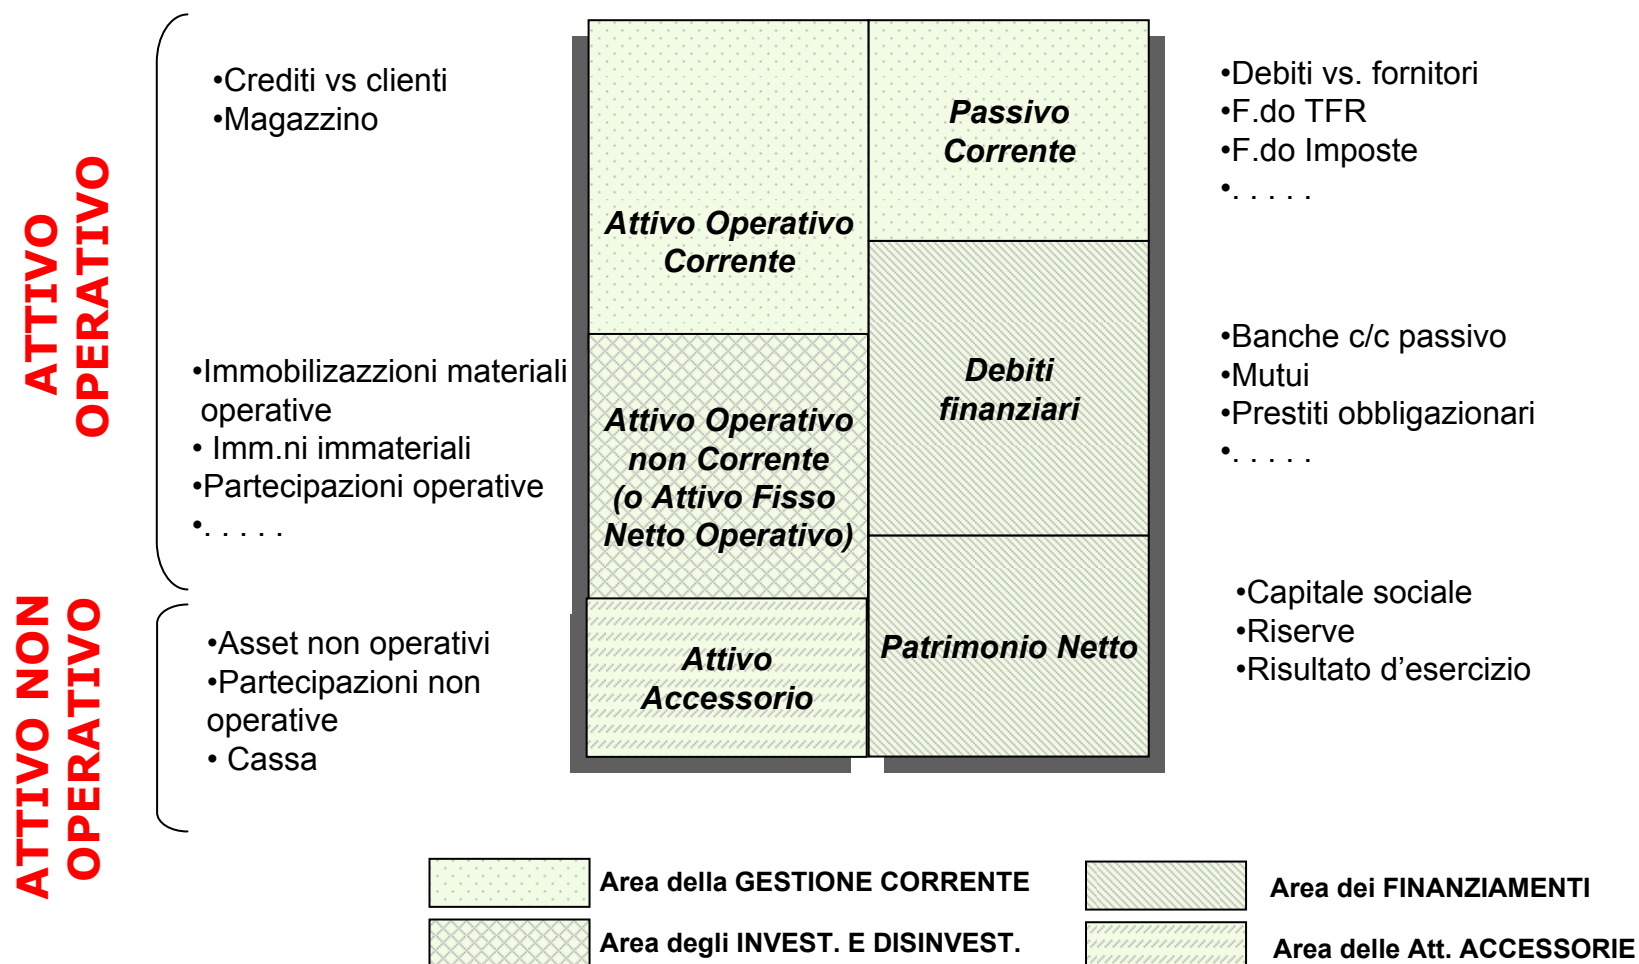 ATTIVO
OPERATIVO
•Crediti vs clienti
•Magazzino
•Immobilizazzioni materiali
operative
• Imm.ni immateriali
•Partecipazioni operative
•. . . . .
ATTIVO NON
OPERATIVO
•Asset non operativi
•Partecipazioni non
operative
• Cassa
Attivo Operativo
Corrente
Attivo Operativo
non Corrente
(o Attivo Fisso
Netto Operativo)
Attivo
Accessorio
Passivo
Corrente
Debiti
finanziari
Patrimonio Netto
•Debiti vs. fornitori
•F.do TFR
•F.do Imposte
•. . . . .
•Banche c/c passivo
•Mutui
•Prestiti obbligazionari
•. . . . .
•Capitale sociale
•Riserve
•Risultato d’esercizio
Area della GESTIONE CORRENTE
Area degli INVEST. E DISINVEST.
Area dei FINANZIAMENTI
Area delle Att. ACCESSORIE